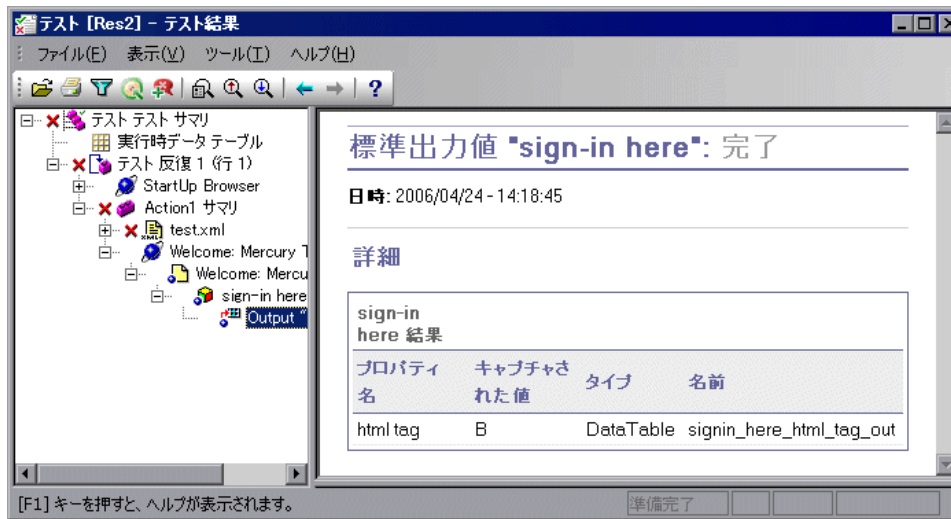 テスト [Res2] - テスト結果
ファイル(F) 表示(V) ツール(T) ヘルプ(H)
テスト テスト サマリ
実行時データ テーブル
テスト 反復 1 (行 1)
StartUp Browser
Action1 サマリ
test.xml
Welcome: Mercury T
Welcome: Mercu
sign-in here
Output "
標準出力値 "sign-in here": 完了
日時: 2006/04/24 - 14:18:45
詳細
sign-in
here 結果
プロパティ名 キャプチャされた値 タイプ 名前
html tag B DataTable signin_here_html_tag_out
[F1] キーを押すと、ヘルプが表示されます。
準備完了